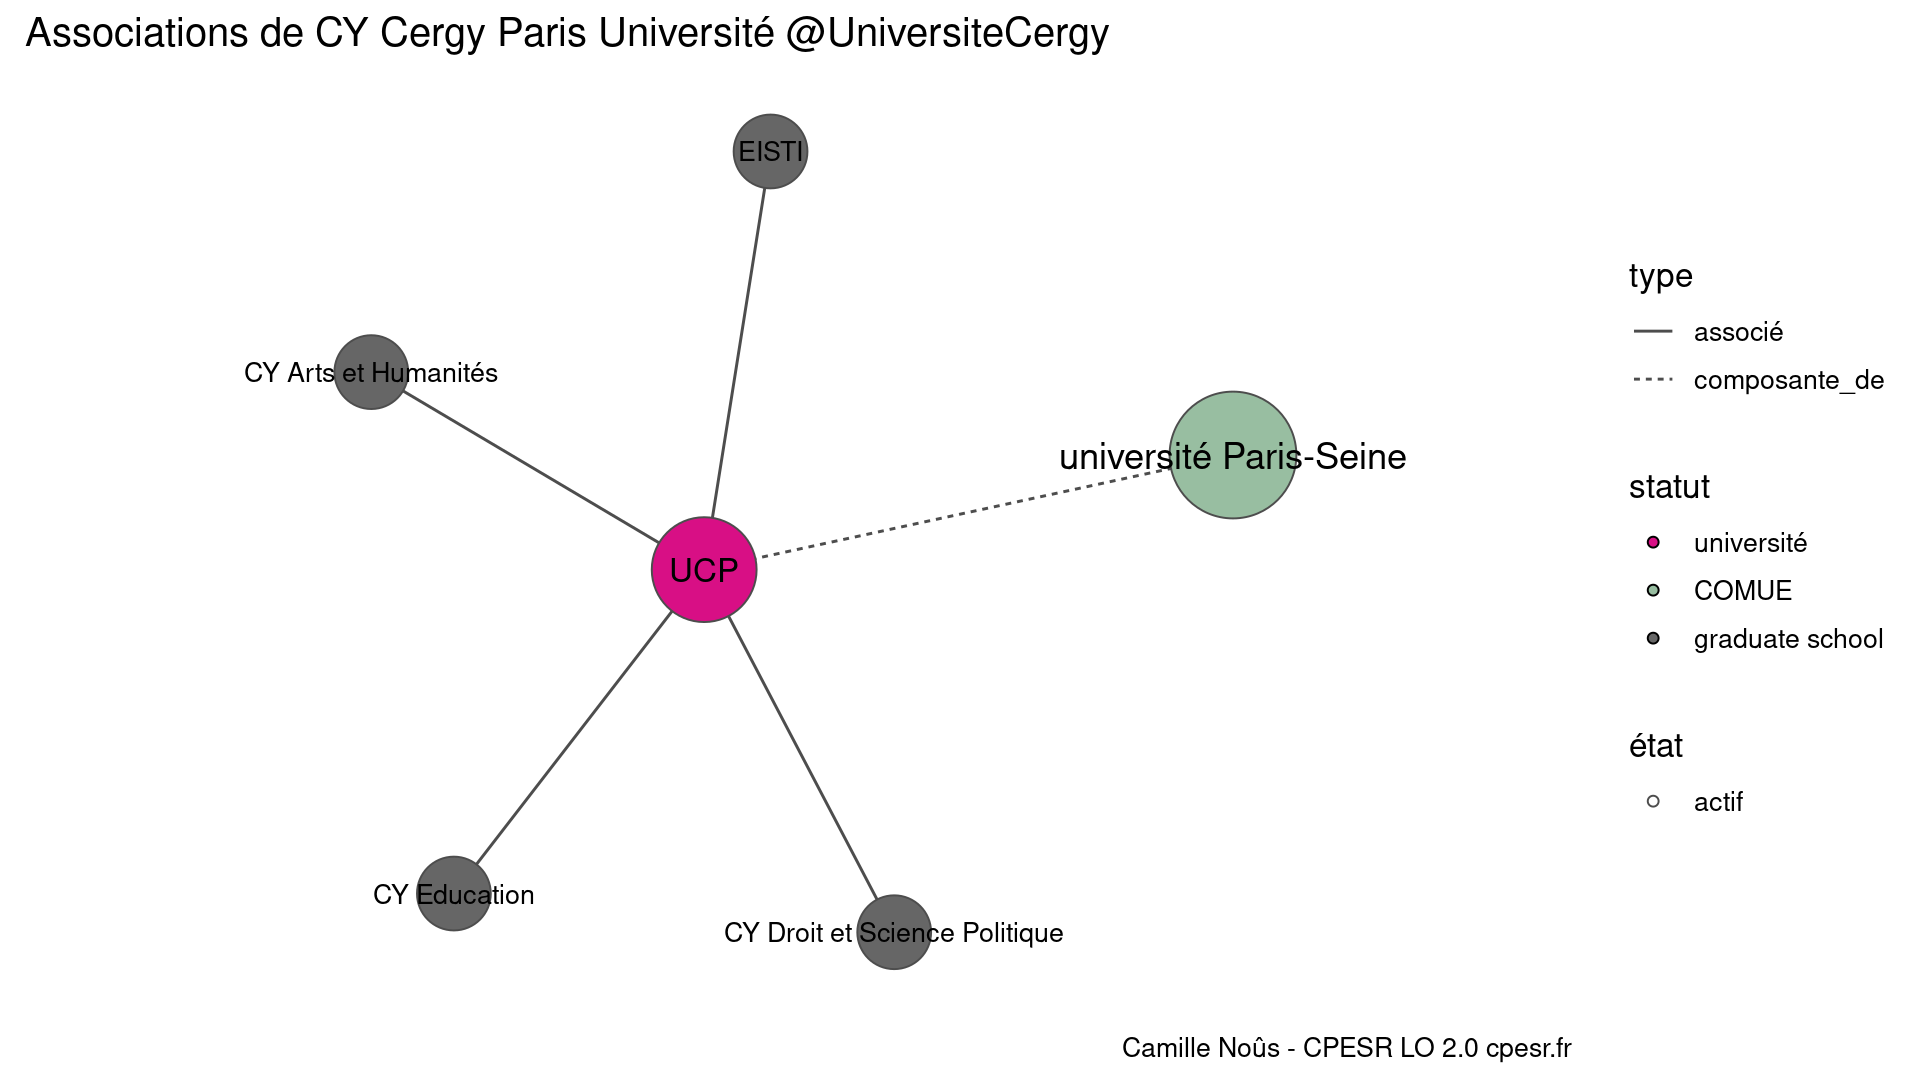 Associations de CY Cergy Paris Université @UniversiteCergy
EISTI
CY Arts et Humanités
université Paris-Seine
UCP
CY Education
CY Droit et Science Politique
type
associé
composante_de
statut
université
COMUE
graduate school
état
actif
Camille Noûs - CPESR LO 2.0 cpesr.fr